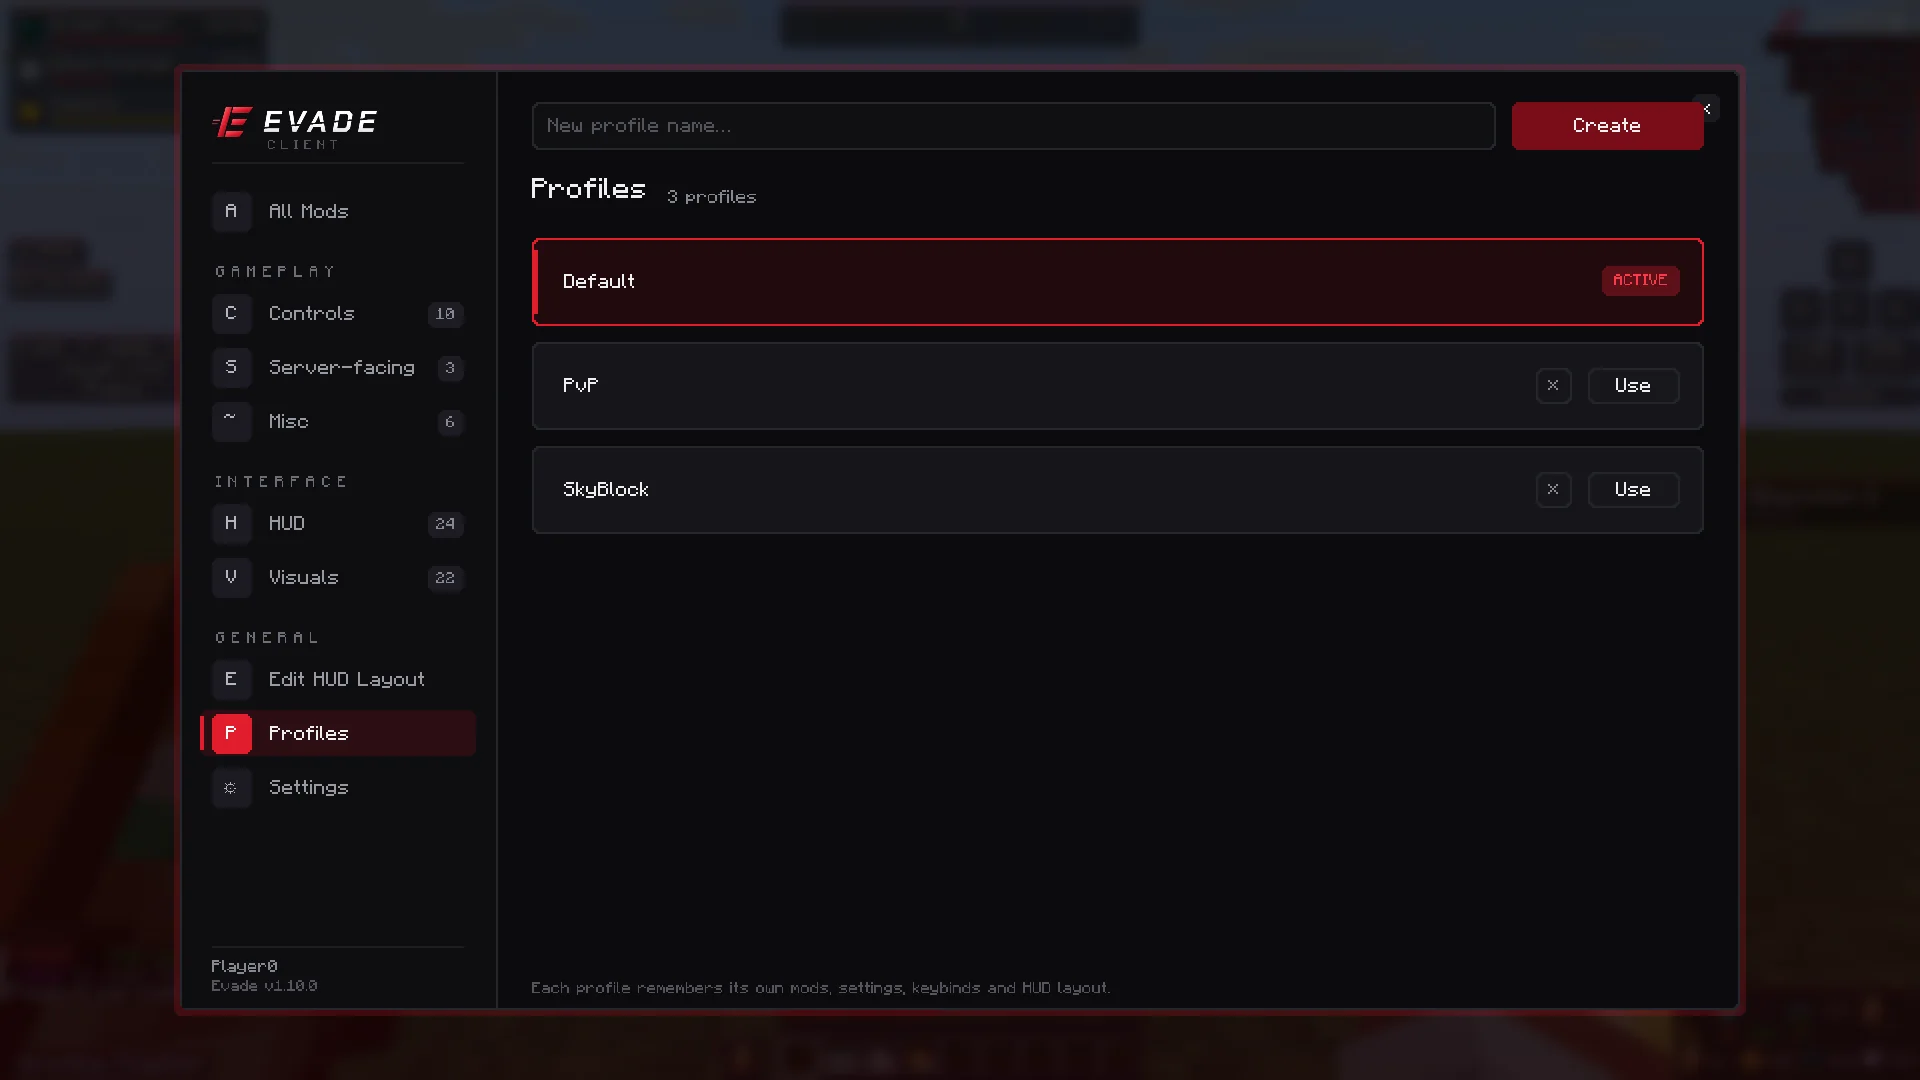 EVADE
CLIENT
A All Mods
GAMEPLAY
C Controls 10
S Server-facing 3
~ Misc 6
INTERFACE
H HUD 24
V Visuals 22
GENERAL
E Edit HUD Layout
P Profiles
Settings
Player0
Evade v1.10.0
New profile name...
Create
Profiles 3 profiles
Default ACTIVE
PvP × Use
SkyBlock × Use
Each profile remembers its own mods, settings, keybinds and HUD layout.